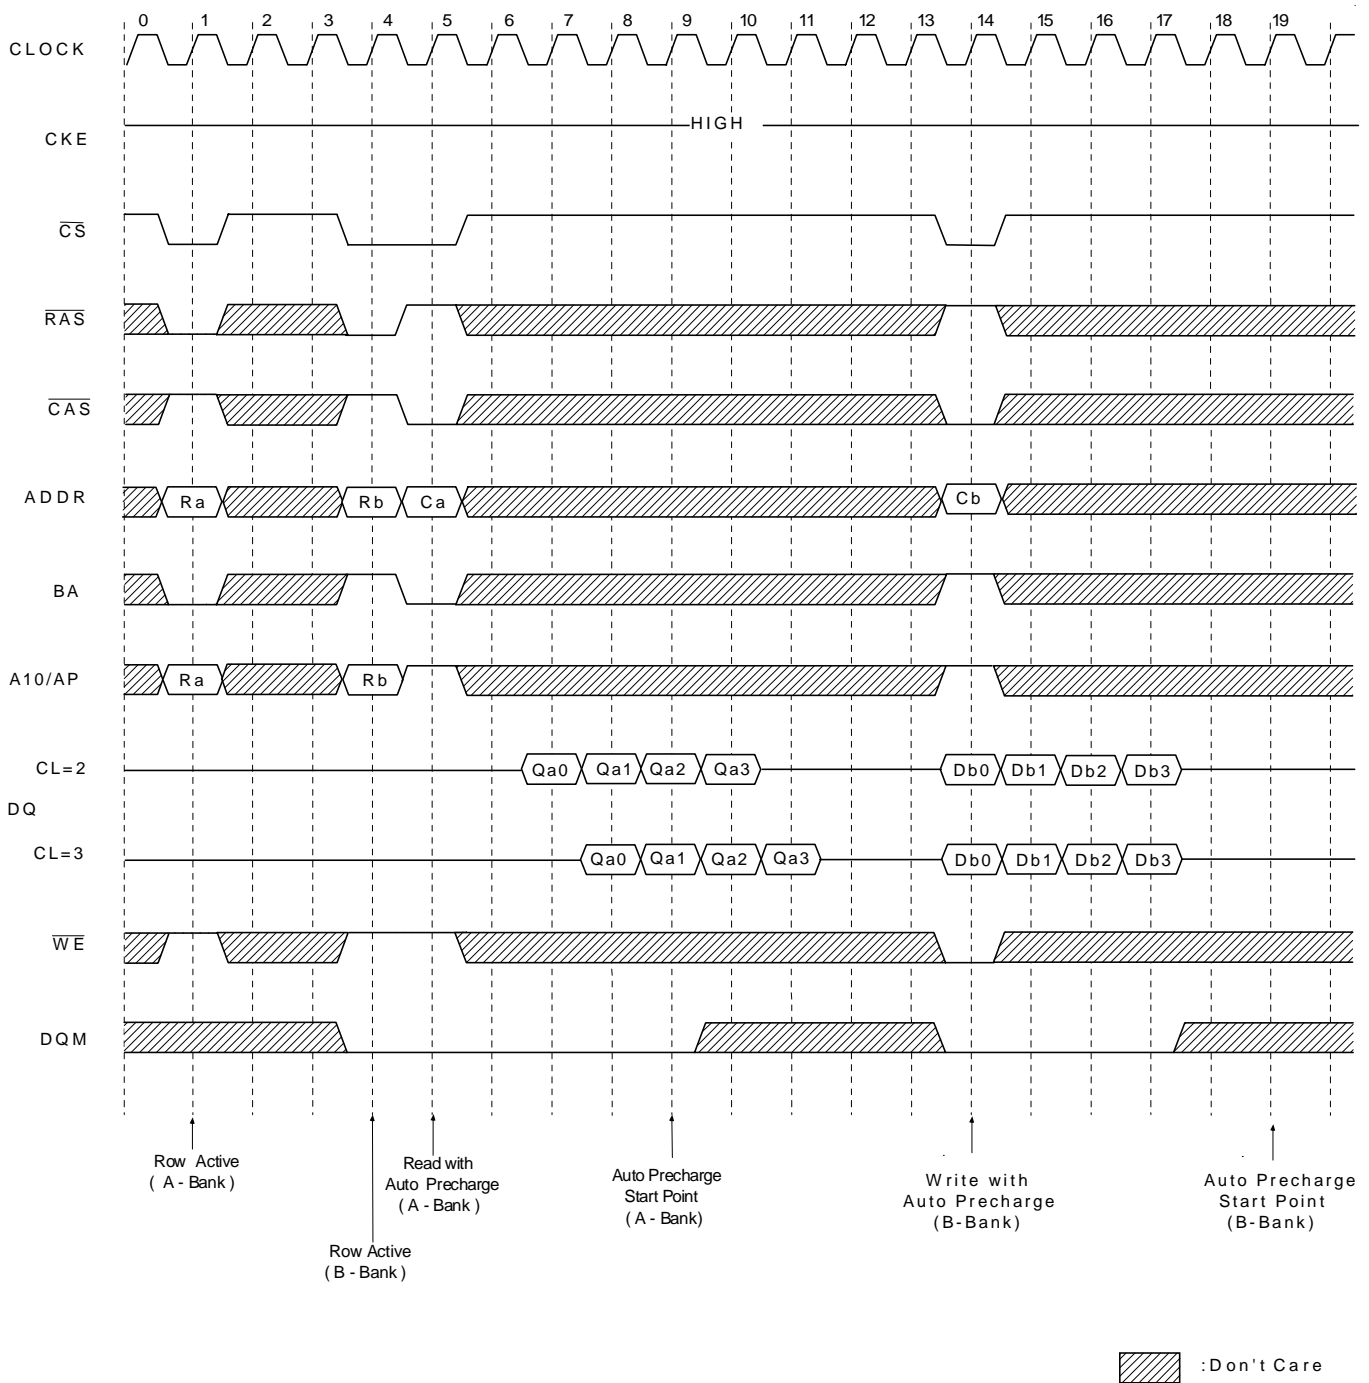 0 1 2 3 4 5 6 7 8 9 10 11 12 13 14 15 16 17 18 19
CLOCK
CKE HIGH
CS
RAS
CAS
ADDR Ra Rb Ca Cb
BA
A10/AP Ra Rb
CL=2 Qa0 Qa1 Qa2 Qa3 Db0 Db1 Db2 Db3
DQ
CL=3 Qa0 Qa1 Qa2 Qa3 Db0 Db1 Db2 Db3
WE
DQM
Row Active
(A-Bank)
Row Active
(B-Bank)
Read with
Auto Precharge
(A-Bank)
Auto Precharge
Start Point
(A-Bank)
Write with
Auto Precharge
(B-Bank)
Auto Precharge
Start Point
(B-Bank)
:Don't Care